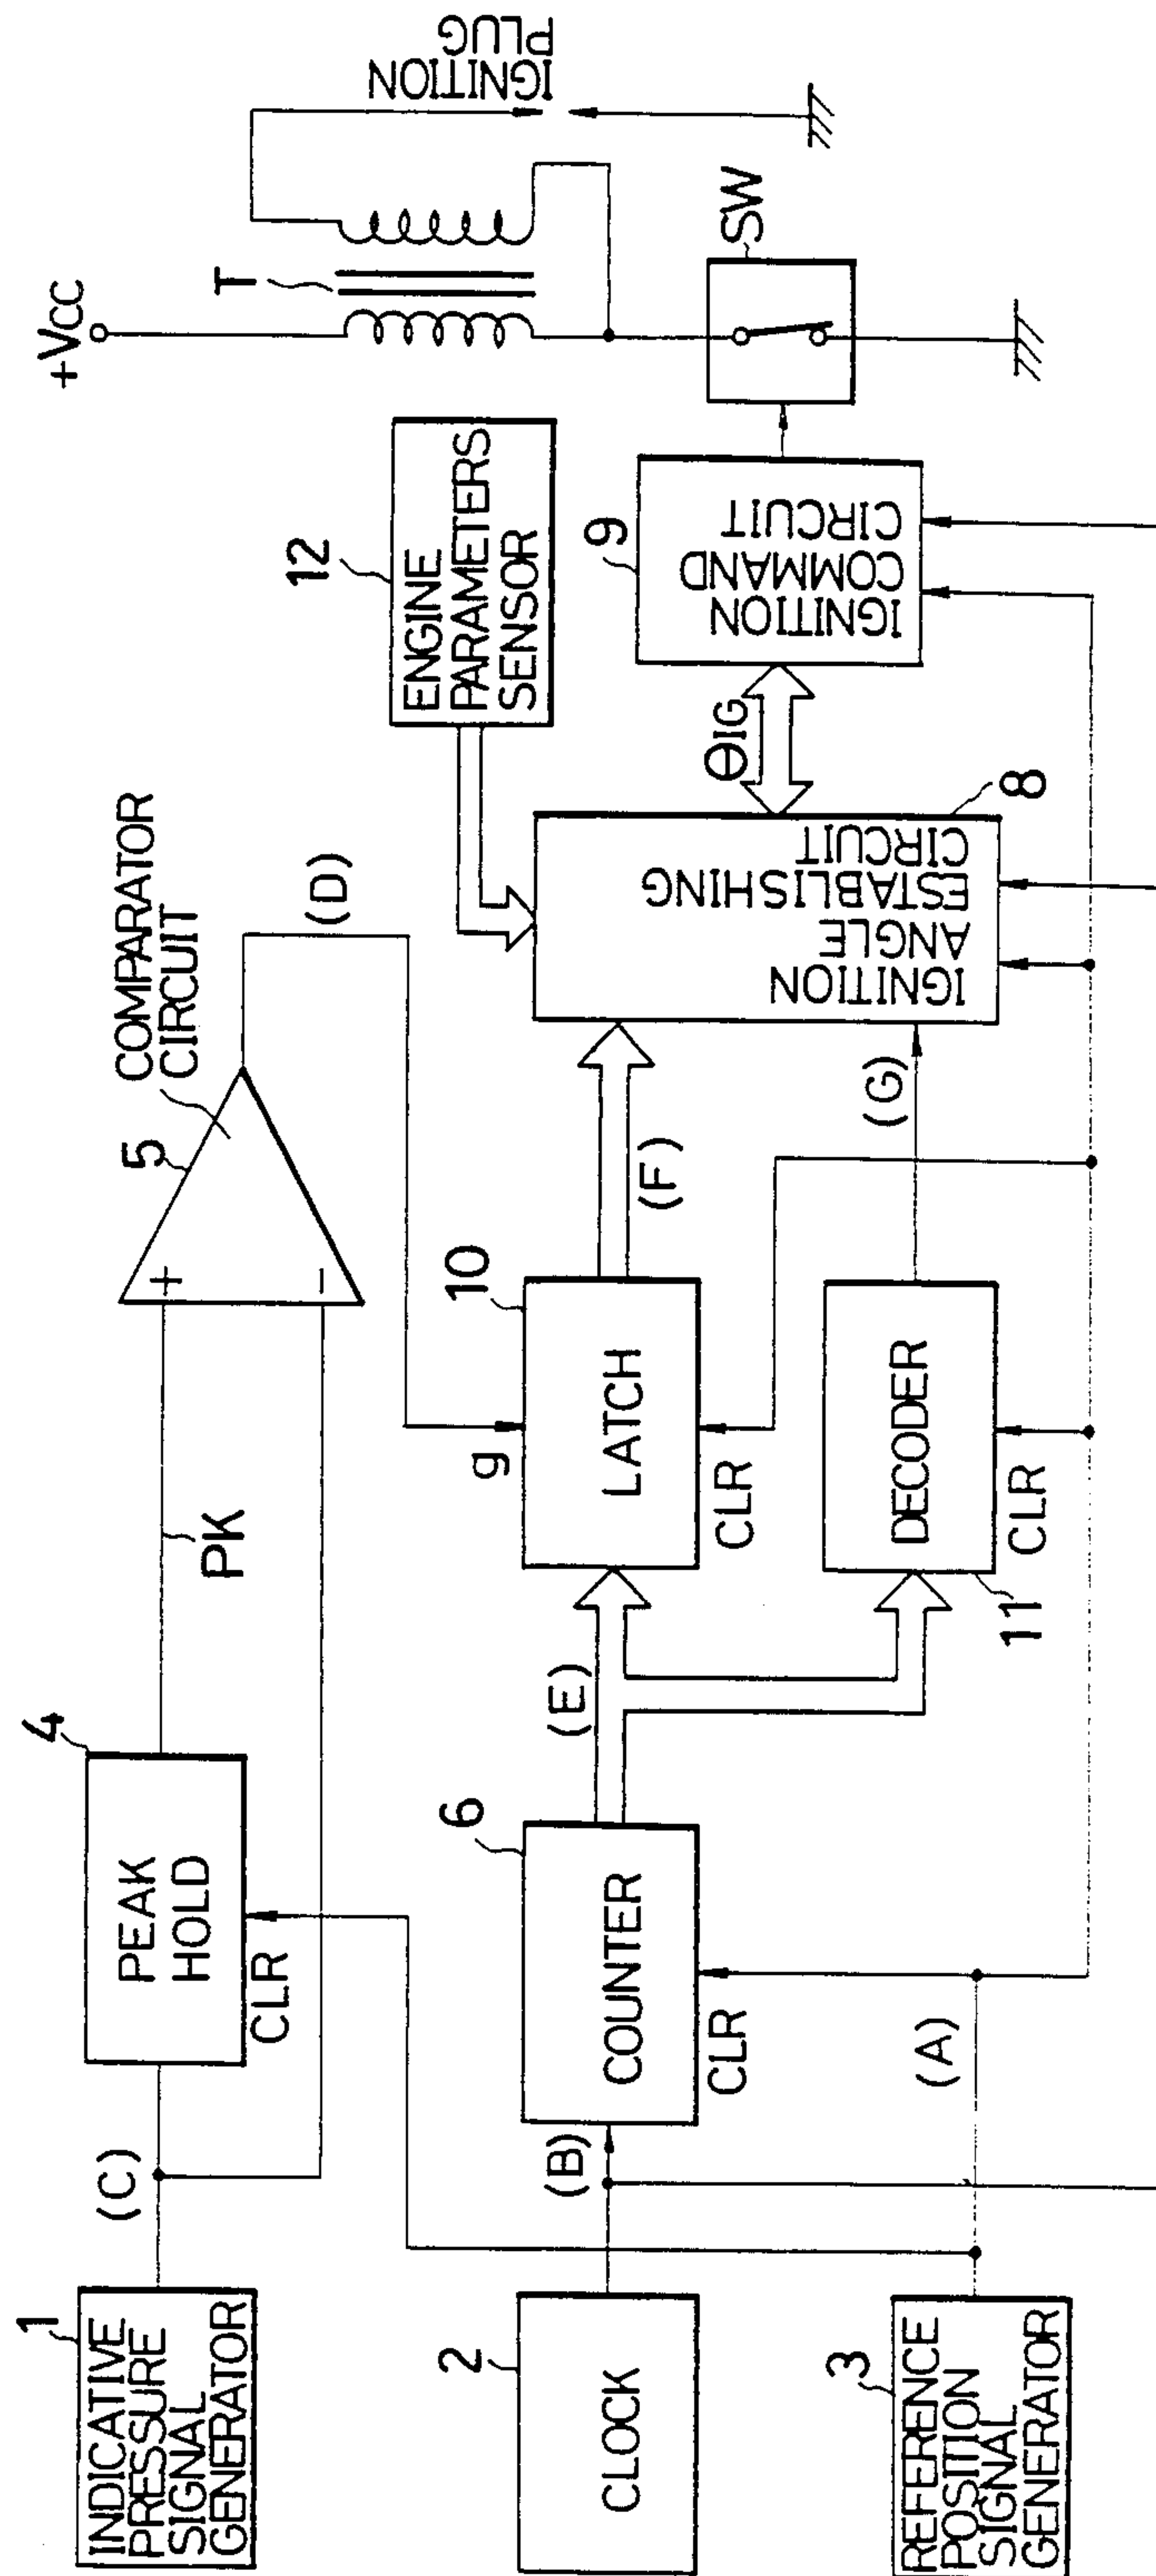 1
INDICATIVE
PRESSURE
SIGNAL
GENERATOR
(C)
4
PEAK
HOLD
CLR
PK
5
COMPARATOR
CIRCUIT
+
-
(D)
2
CLOCK
(B)
6
COUNTER
CLR
(E)
10
g
LATCH
CLR
(F)
3
REFERENCE
POSITION
SIGNAL
GENERATOR
(A)
11
DECODER
CLR
(G)
12
ENGINE
PARAMETERS
SENSOR
8
IGNITION
ANGLE
ESTABLISHING
CIRCUIT
θIG
9
IGNITION
COMMAND
CIRCUIT
SW
+VCC
T
IGNITION
PLUG